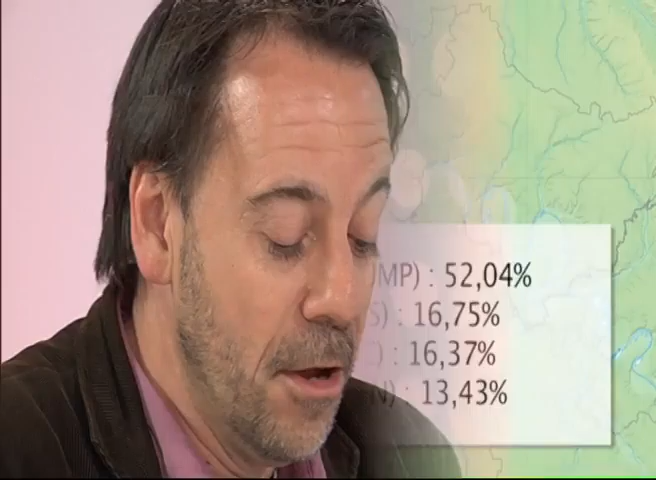 MP) : 52,04%
S) : 16,75%
) : 16,37%
N) : 13,43%